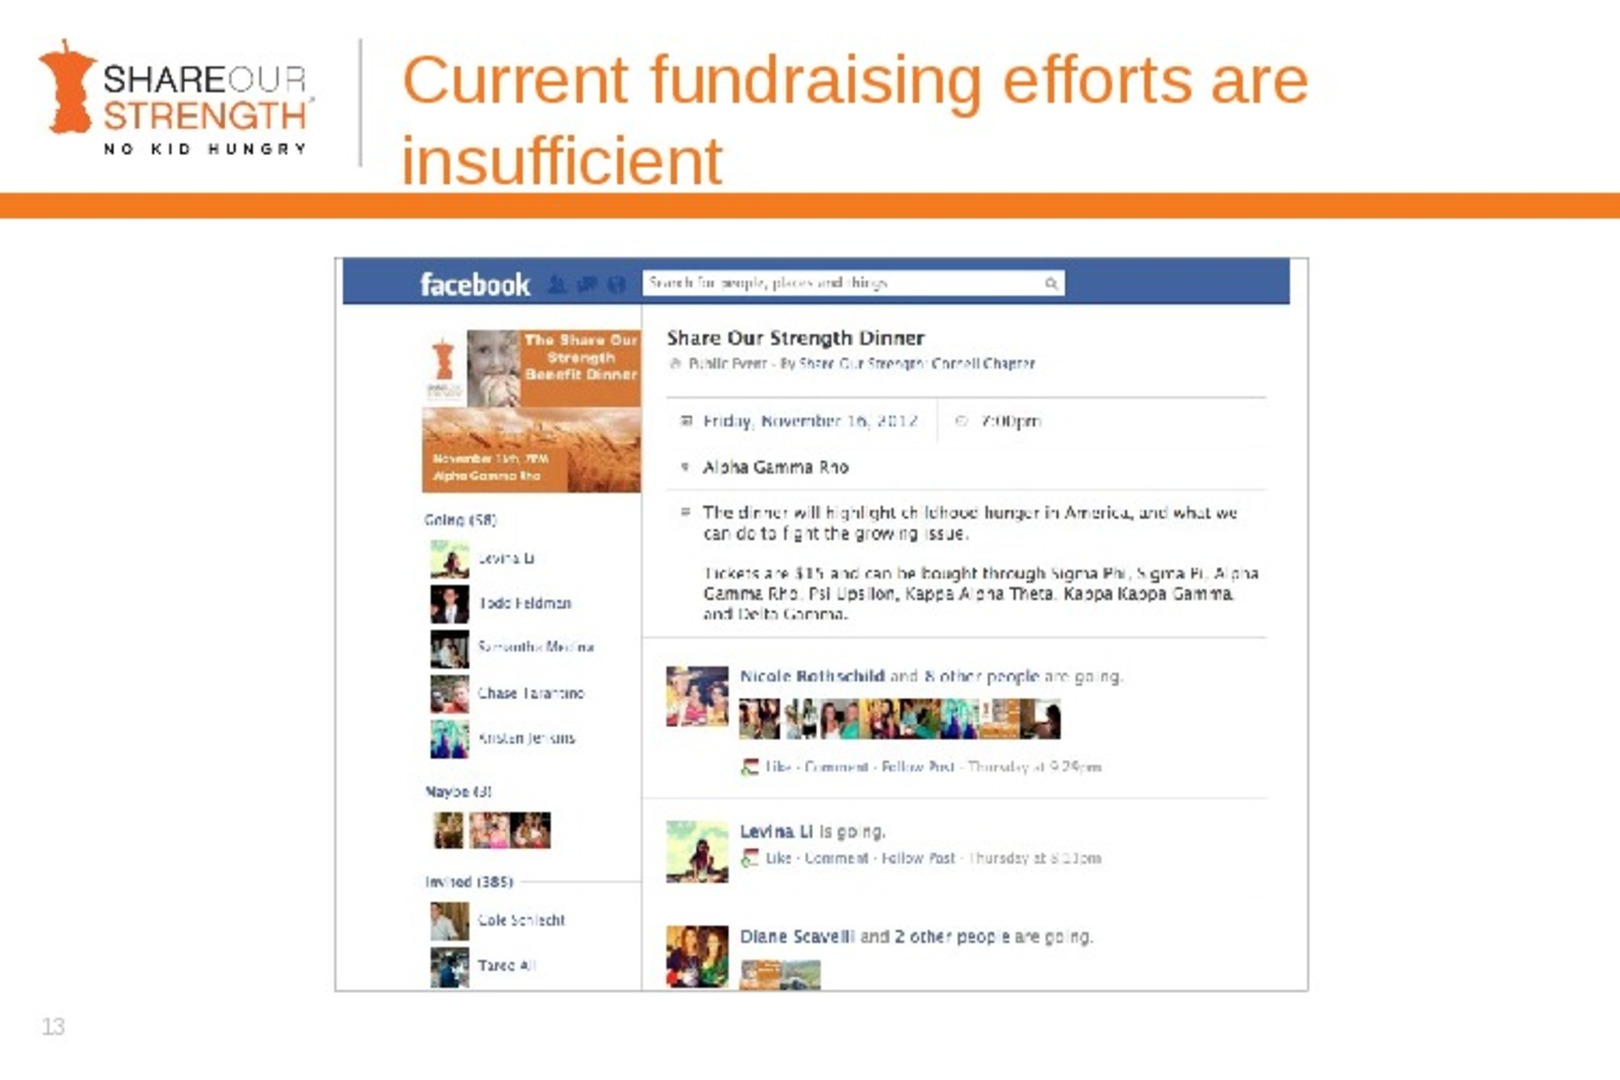 SHAREOUR
STRENGTH
NO KID HUNGRY
Current fundraising efforts are
insufficient
facebook
Search for people, places and things
The Share Our
Strength
Benefit Dinner
November 16th, 7PM
Alpha Gamma Rho
Going (58)
Levina Li
Todd Feldman
Samantha Medina
Chase Tarantino
Kristen Jenkins
Maybe (3)
Invited (385)
Cole Schlecht
Tareq Ali
Share Our Strength Dinner
Public Event · By Share Our Strength: Cornell Chapter
Friday, November 16, 2012
7:00pm
Alpha Gamma Rho
The dinner will highlight childhood hunger in America, and what we
can do to fight the growing issue.
Tickets are $15 and can be bought through Sigma Phi, Sigma Pi, Alpha
Gamma Rho, Psi Upsilon, Kappa Alpha Theta, Kappa Kappa Gamma,
and Delta Gamma.
Nicole Rothschild and 8 other people are going.
Like · Comment · Follow Post · Thursday at 9:29pm
Levina Li is going.
Like · Comment · Follow Post · Thursday at 8:13pm
Diane Scavelli and 2 other people are going.
13